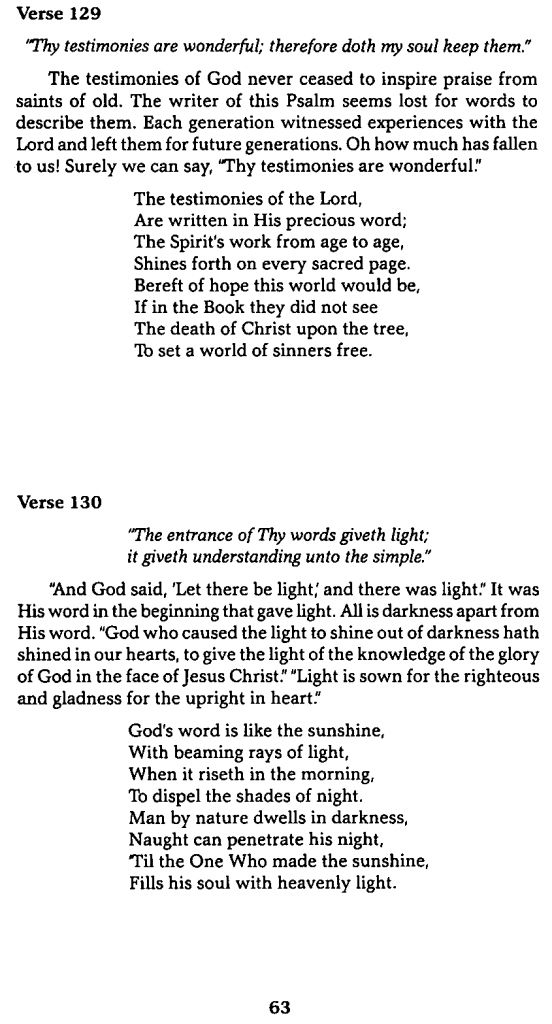 Verse 129
"Thy testimonies are wonderful; therefore doth my soul keep them."
The testimonies of God never ceased to inspire praise from
saints of old. The writer of this Psalm seems lost for words to
describe them. Each generation witnessed experiences with the
Lord and left them for future generations. Oh how much has fallen
to us! Surely we can say, "Thy testimonies are wonderful."
The testimonies of the Lord,
Are written in His precious word;
The Spirit's work from age to age,
Shines forth on every sacred page.
Bereft of hope this world would be,
If in the Book they did not see
The death of Christ upon the tree,
To set a world of sinners free.
Verse 130
"The entrance of Thy words giveth light;
it giveth understanding unto the simple."
"And God said, 'Let there be light,' and there was light." It was
His word in the beginning that gave light. All is darkness apart from
His word. "God who caused the light to shine out of darkness hath
shined in our hearts, to give the light of the knowledge of the glory
of God in the face of Jesus Christ." "Light is sown for the righteous
and gladness for the upright in heart."
God's word is like the sunshine,
With beaming rays of light,
When it riseth in the morning,
To dispel the shades of night.
Man by nature dwells in darkness,
Naught can penetrate his night,
'Til the One Who made the sunshine,
Fills his soul with heavenly light.
63